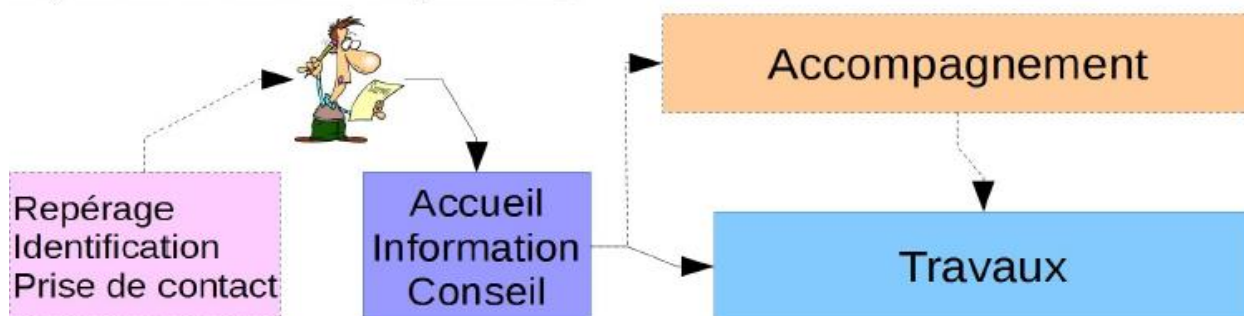 Repérage
Identification
Prise de contact
Accueil
Information
Conseil
Accompagnement
Travaux